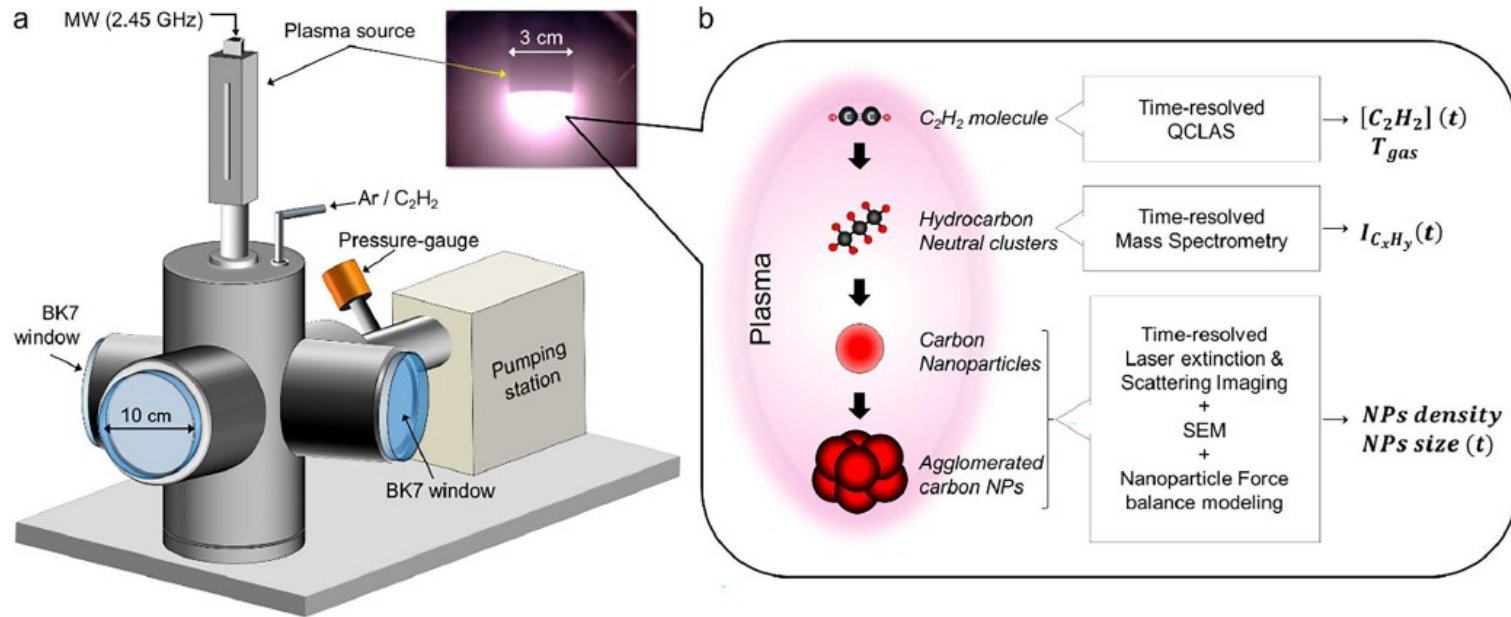 a
MW (2.45 GHz)
Plasma source
3 cm
Ar / C₂H₂
Pressure-gauge
BK7
window
10 cm
Pumping
station
BK7 window
b
Plasma
C₂H₂ molecule
C
C
Hydrocarbon
Neutral clusters
Carbon
Nanoparticles
Agglomerated
carbon NPs
Time-resolved
QCLAS
[C₂H₂] (t)
T_gas
Time-resolved
Mass Spectrometry
I_CₓHᵧ(t)
Time-resolved
Laser extinction &
Scattering Imaging
+
SEM
+
Nanoparticle Force
balance modeling
NPs density
NPs size (t)